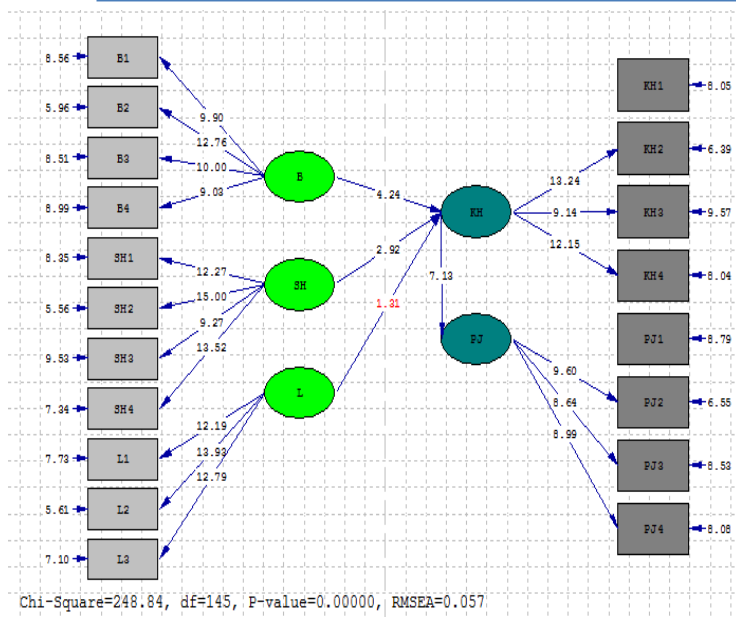 8.56 B1
5.96 B2
8.51 B3
8.99 B4
8.35 SH1
5.56 SH2
9.53 SH3
7.34 SH4
7.73 L1
5.61 L2
7.10 L3
9.90
12.76
10.00
9.03
12.27
15.00
9.27
13.52
12.19
13.93
12.79
B
SH
L
4.24
2.92
1.31
KH
7.13
PJ
13.24
9.14
12.15
9.60
8.64
8.99
KH1 8.05
KH2 6.39
KH3 9.57
KH4 8.04
PJ1 8.79
PJ2 6.55
PJ3 8.53
PJ4 8.08
Chi-Square=248.84, df=145, P-value=0.00000, RMSEA=0.057